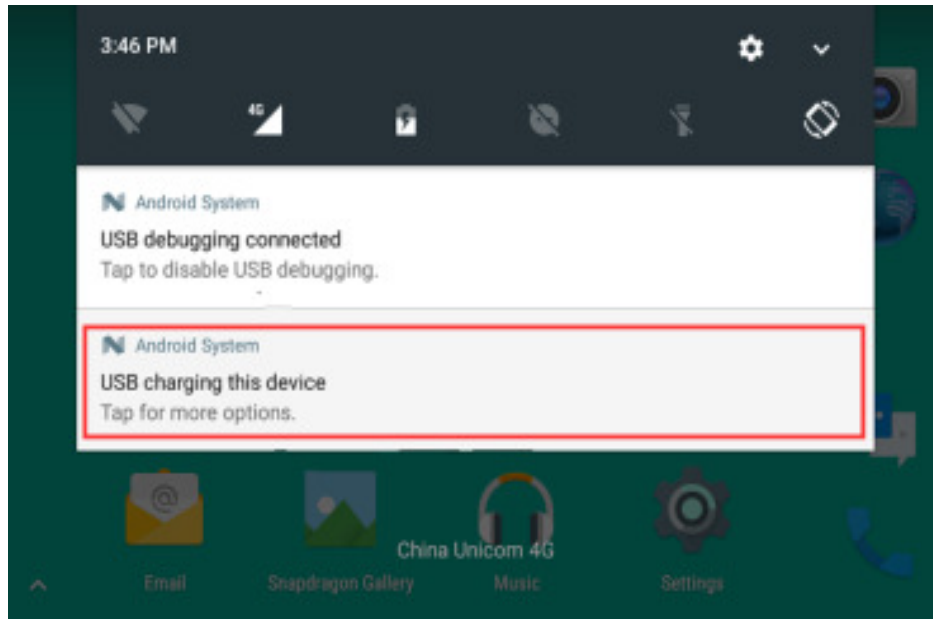 3:46 PM
4G
Android System
USB debugging connected
Tap to disable USB debugging.
Android System
USB charging this device
Tap for more options.
China Unicom 4G
Email
Snapdragon Gallery
Music
Settings